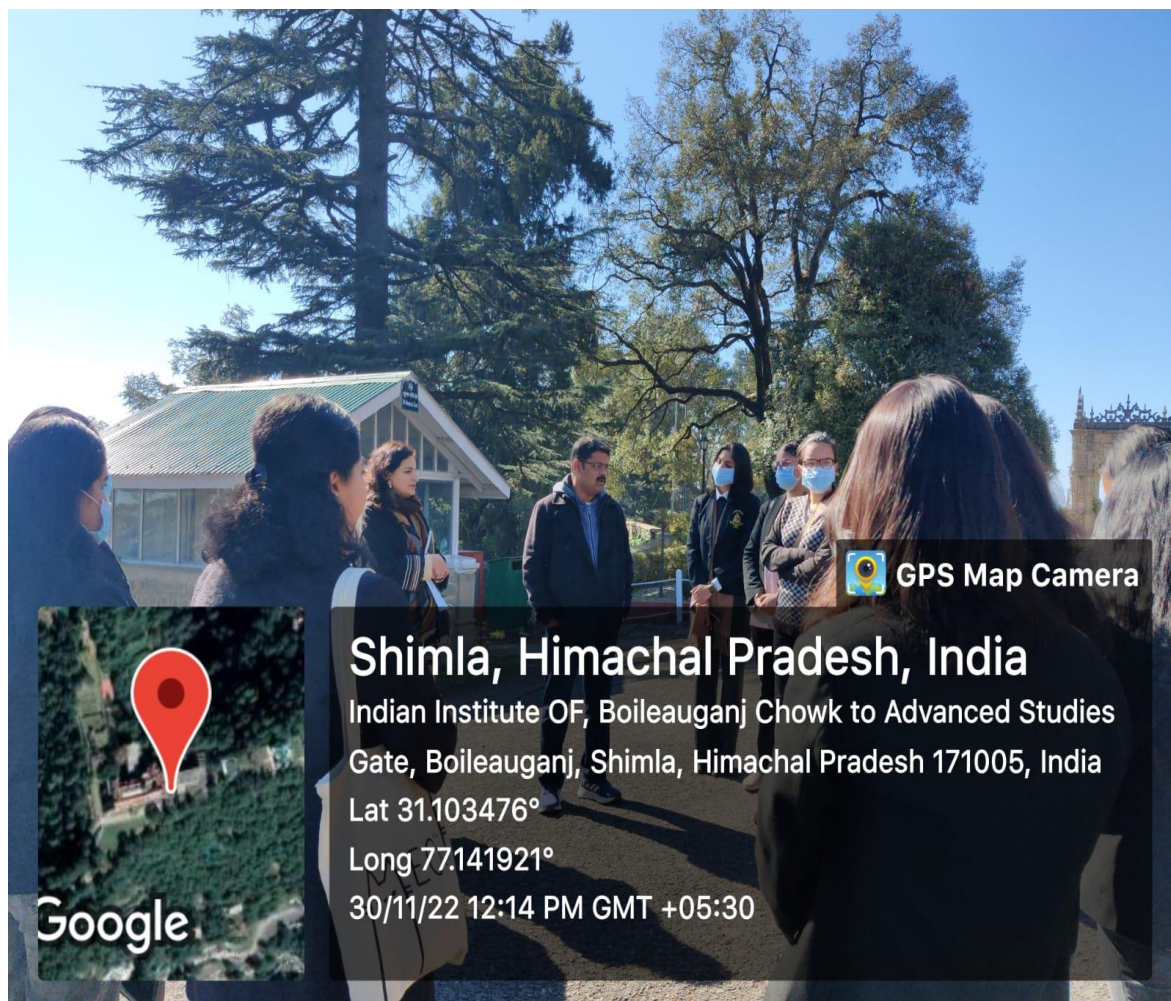 GPS Map Camera
Shimla, Himachal Pradesh, India
Indian Institute OF, Boileauganj Chowk to Advanced Studies
Gate, Boileauganj, Shimla, Himachal Pradesh 171005, India
Lat 31.103476°
Long 77.141921°
30/11/22 12:14 PM GMT +05:30
Google